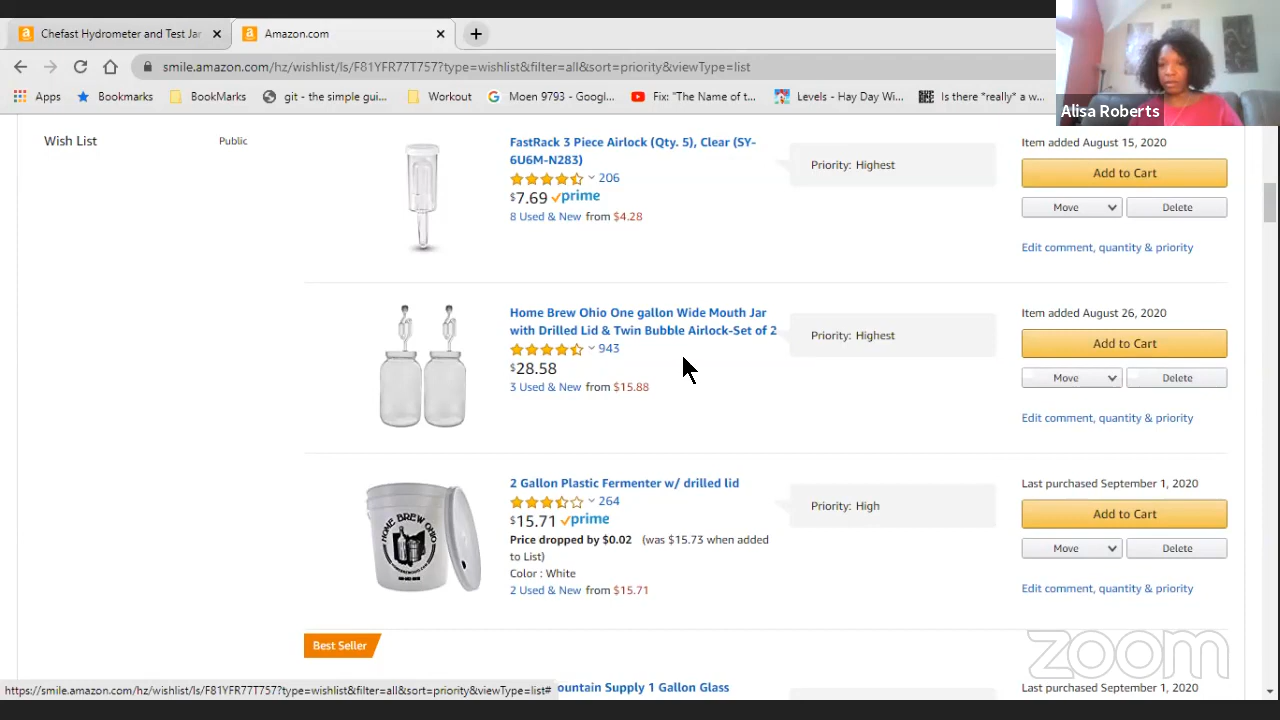 Chefast Hydrometer and Test Jar
Amazon.com
smile.amazon.com/hz/wishlist/ls/F81YFR77T757?type=wishlist&filter=all&sort=priority&viewType=list
Apps Bookmarks BookMarks git - the simple gui... Workout Moen 9793 - Googl... Fix: "The Name of t... Levels - Hay Day Wi... Is there *really* a w...
Alisa Roberts
Wish List Public
FastRack 3 Piece Airlock (Qty. 5), Clear (SY-
6U6M-N283)
206
$7.69 prime
8 Used & New from $4.28
Priority: Highest
Item added August 15, 2020
Add to Cart
Move Delete
Edit comment, quantity & priority
Home Brew Ohio One gallon Wide Mouth Jar
with Drilled Lid & Twin Bubble Airlock-Set of 2
943
$28.58
3 Used & New from $15.88
Priority: Highest
Item added August 26, 2020
Add to Cart
Move Delete
Edit comment, quantity & priority
HOME BREW OHIO
2 Gallon Plastic Fermenter w/ drilled lid
264
$15.71 prime
Price dropped by $0.02 (was $15.73 when added
to List)
Color : White
2 Used & New from $15.71
Priority: High
Last purchased September 1, 2020
Add to Cart
Move Delete
Edit comment, quantity & priority
Best Seller
ountain Supply 1 Gallon Glass
Last purchased September 1, 2020
zoom
https://smile.amazon.com/hz/wishlist/ls/F81YFR77T757?type=wishlist&filter=all&sort=priority&viewType=list#